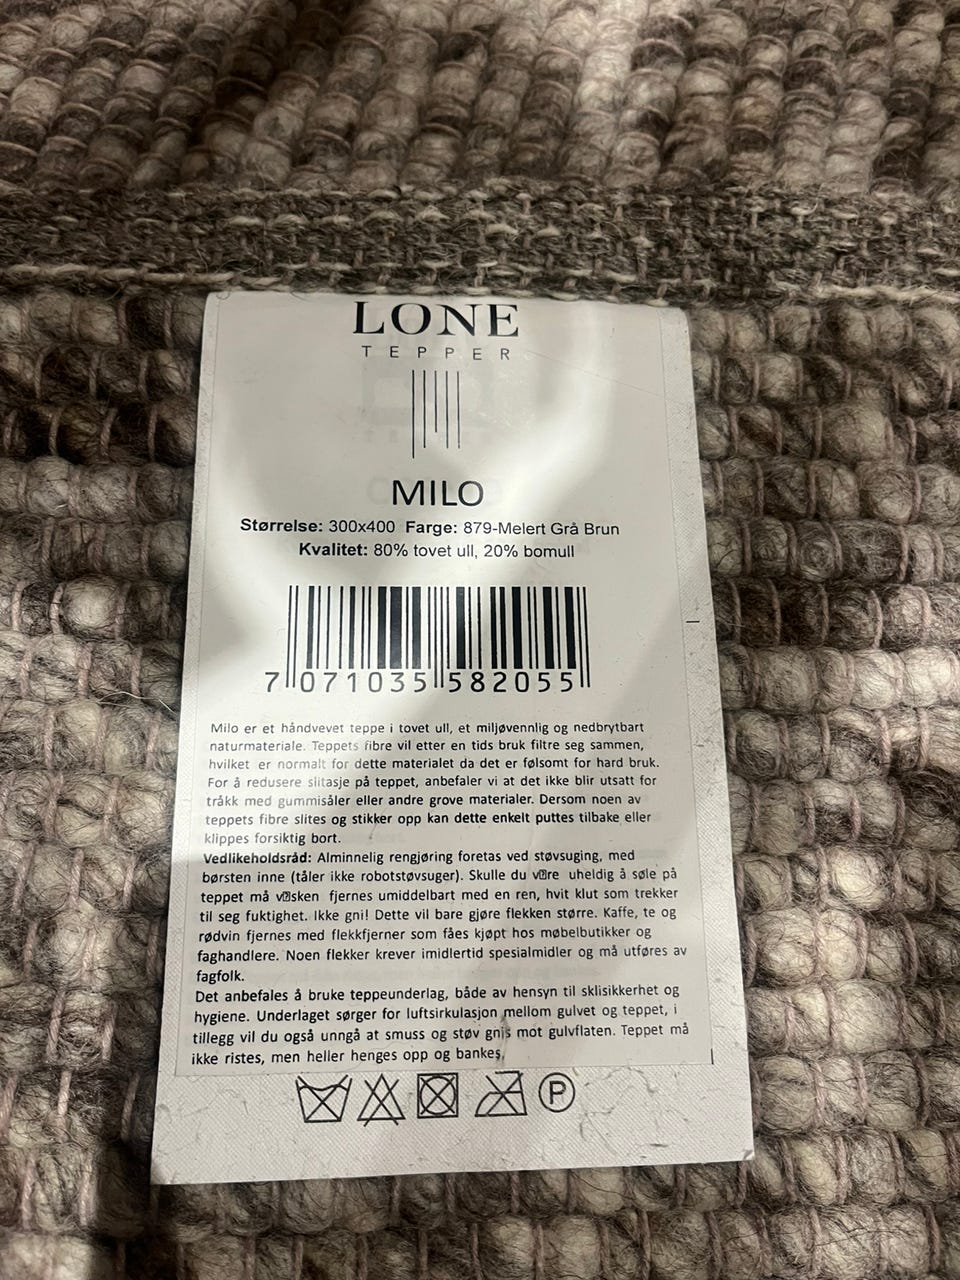 LONE
TEPPER
MILO
Størrelse: 300x400 Farge: 879-Melert Grå Brun
Kvalitet: 80% tovet ull, 20% bomull
7 071035 582055
Milo er et håndvevet teppe i tovet ull, et miljøvennlig og nedbrytbart
naturmateriale. Teppets fibre vil etter en tids bruk filtre seg sammen,
hvilket er normalt for dette materialet da det er følsomt for hard bruk.
For å redusere slitasje på teppet, anbefaler vi at det ikke blir utsatt for
tråkk med gummisåler eller andre grove materialer. Dersom noen av
teppets fibre slites og stikker opp kan dette enkelt puttes tilbake eller
klippes forsiktig bort.
Vedlikeholdsråd: Alminnelig rengjøring foretas ved støvsuging, med
børsten inne (tåler ikke robotstøvsuger). Skulle du v⍰re uheldig å søle på
teppet må v⍰sken fjernes umiddelbart med en ren, hvit klut som trekker
til seg fuktighet. Ikke gni! Dette vil bare gjøre flekken større. Kaffe, te og
rødvin fjernes med flekkfjerner som fåes kjøpt hos møbelbutikker og
faghandlere. Noen flekker krever imidlertid spesialmidler og må utføres av
fagfolk.
Det anbefales å bruke teppeunderlag, både av hensyn til sklisikkerhet og
hygiene. Underlaget sørger for luftsirkulasjon mellom gulvet og teppet, i
tillegg vil du også unngå at smuss og støv gnis mot gulvflaten. Teppet må
ikke ristes, men heller henges opp og bankes.
P